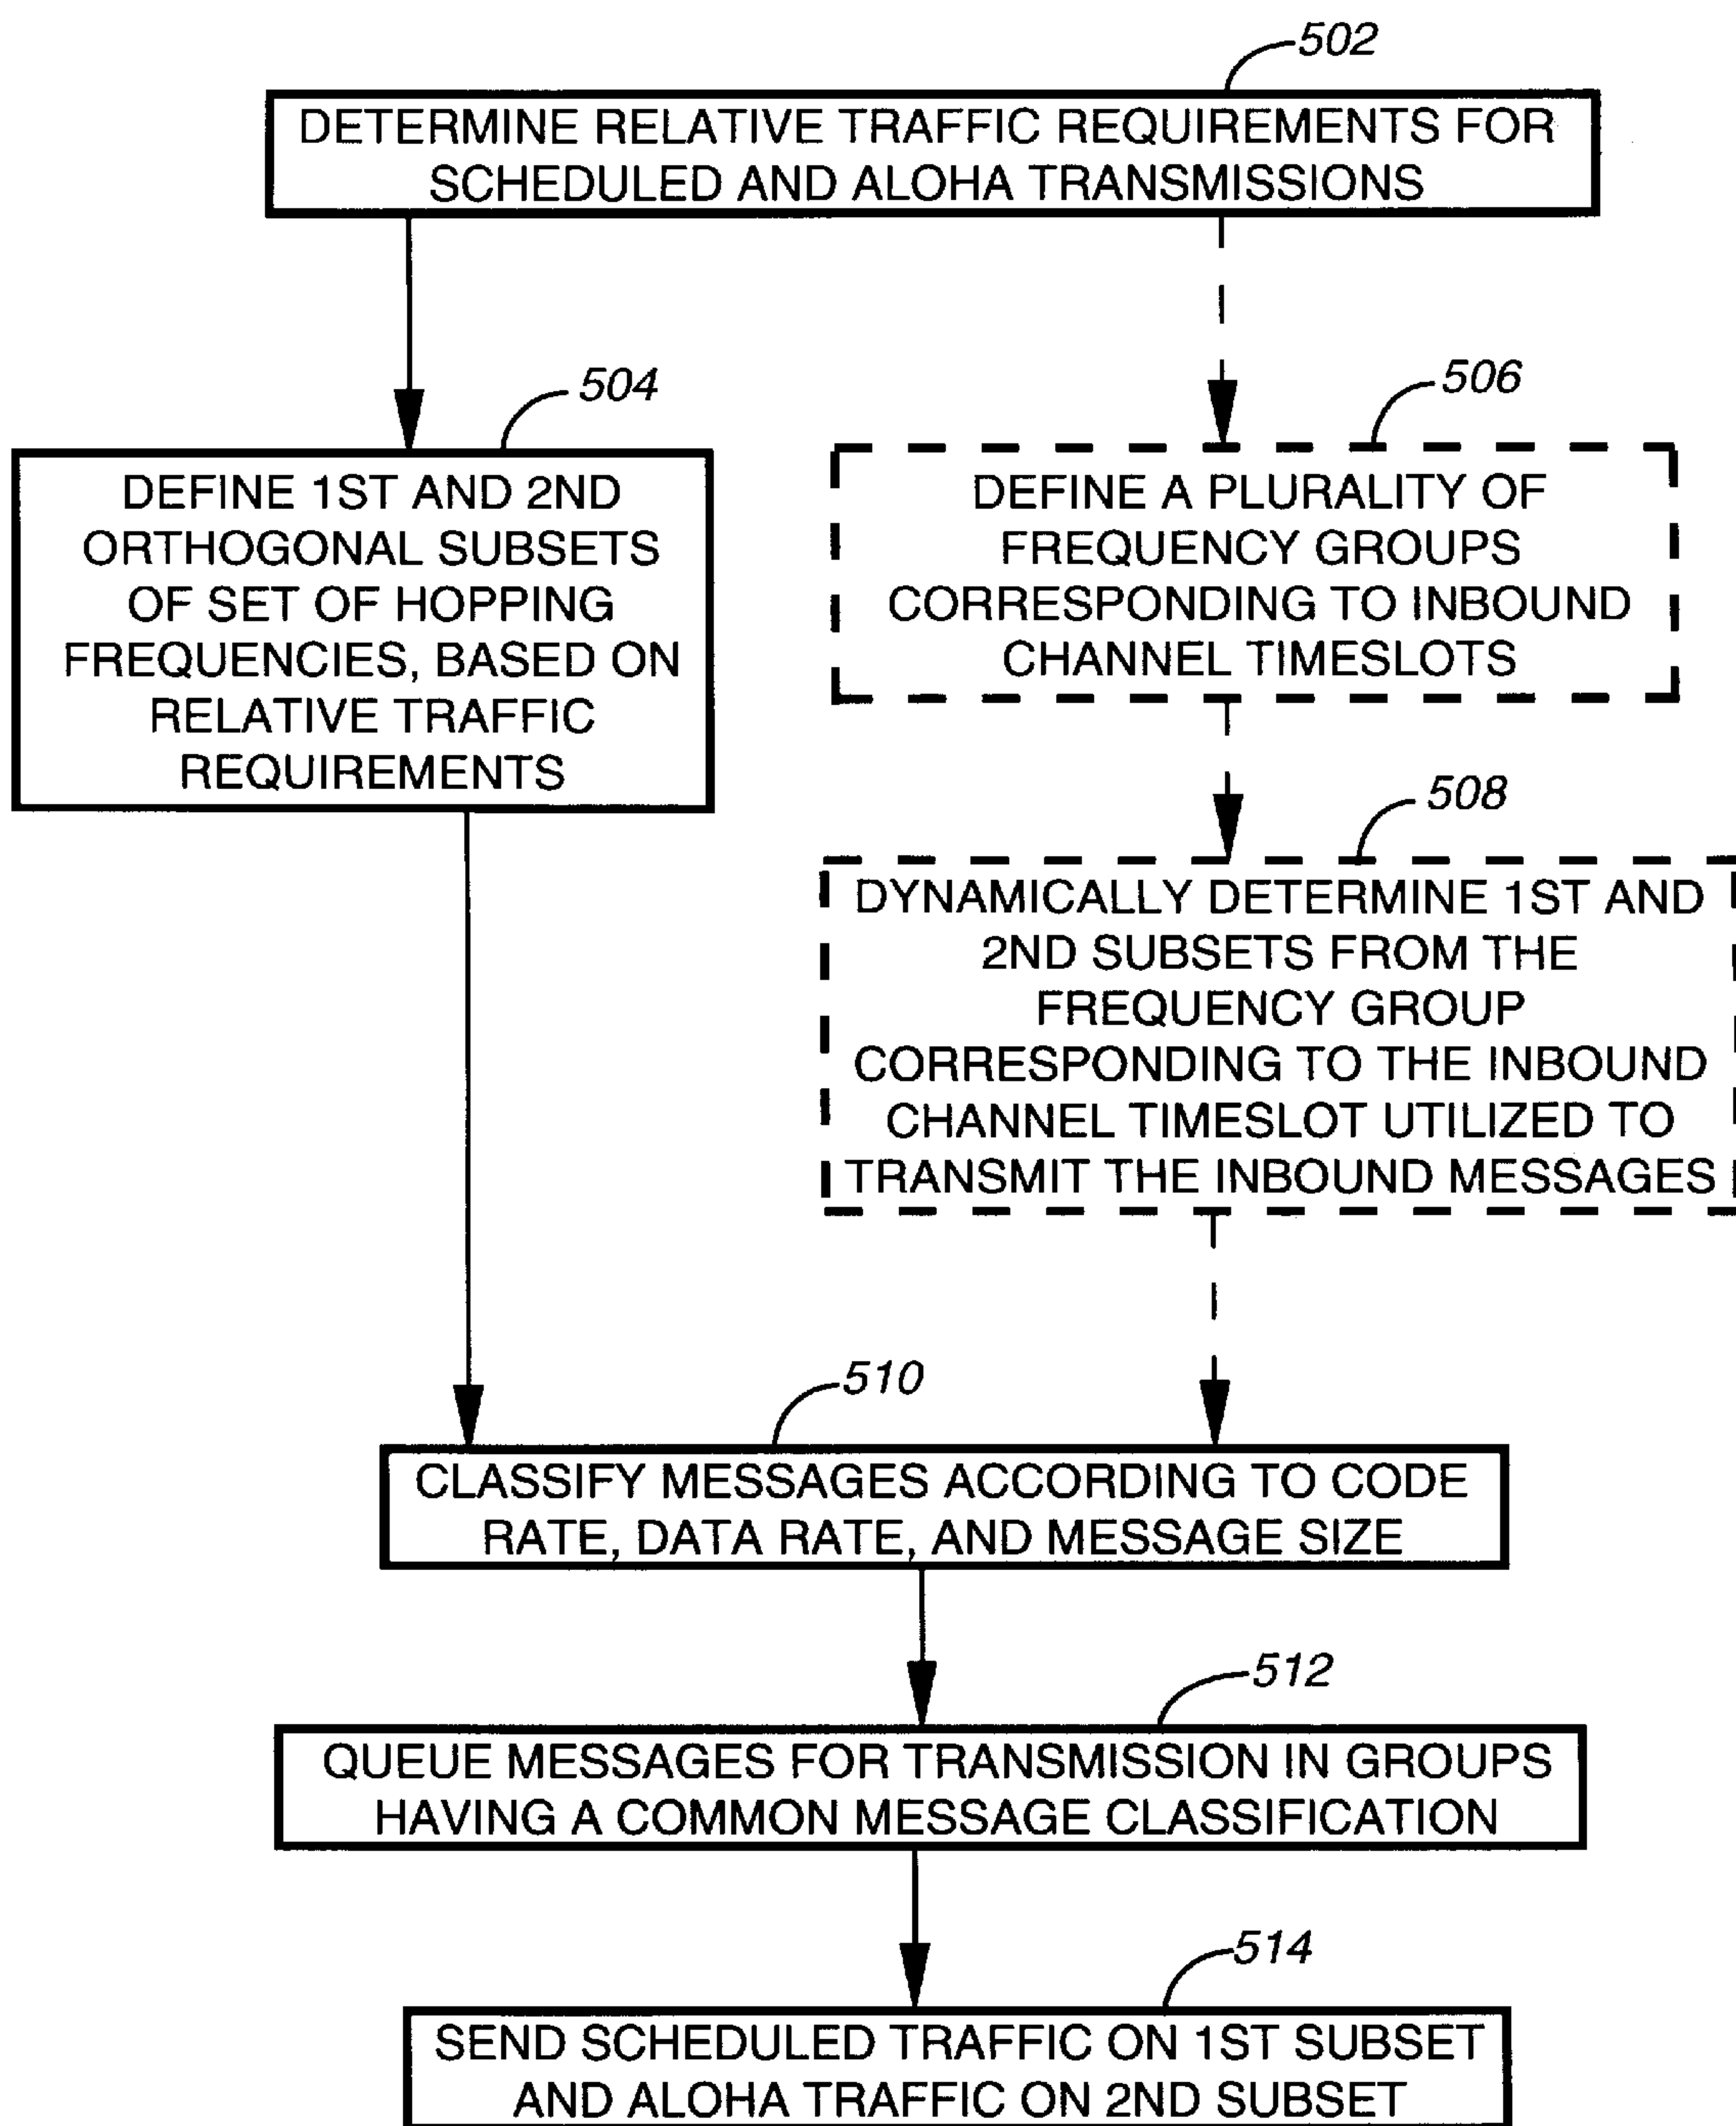 502
DETERMINE RELATIVE TRAFFIC REQUIREMENTS FOR
SCHEDULED AND ALOHA TRANSMISSIONS
504
DEFINE 1ST AND 2ND
ORTHOGONAL SUBSETS
OF SET OF HOPPING
FREQUENCIES, BASED ON
RELATIVE TRAFFIC
REQUIREMENTS
506
DEFINE A PLURALITY OF
FREQUENCY GROUPS
CORRESPONDING TO INBOUND
CHANNEL TIMESLOTS
508
DYNAMICALLY DETERMINE 1ST AND
2ND SUBSETS FROM THE
FREQUENCY GROUP
CORRESPONDING TO THE INBOUND
CHANNEL TIMESLOT UTILIZED TO
TRANSMIT THE INBOUND MESSAGES
510
CLASSIFY MESSAGES ACCORDING TO CODE
RATE, DATA RATE, AND MESSAGE SIZE
512
QUEUE MESSAGES FOR TRANSMISSION IN GROUPS
HAVING A COMMON MESSAGE CLASSIFICATION
514
SEND SCHEDULED TRAFFIC ON 1ST SUBSET
AND ALOHA TRAFFIC ON 2ND SUBSET